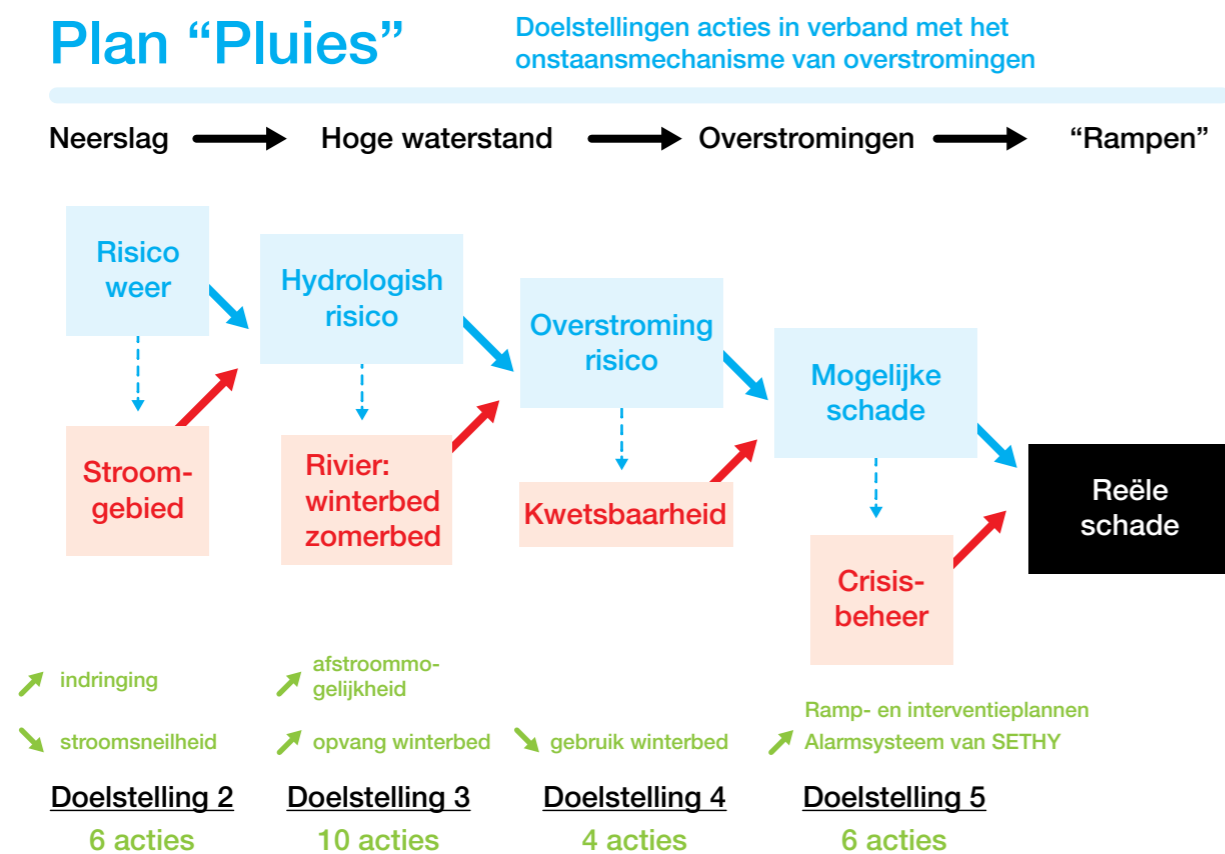 Plan “Pluies”
Doelstellingen acties in verband met het
onstaansmechanisme van overstromingen
Neerslag
Hoge waterstand
Overstromingen
“Rampen”
Risico
weer
Hydrologish
risico
Overstroming
risico
Mogelijke
schade
Reële
schade
Stroom-
gebied
Rivier:
winterbed
zomerbed
Kwetsbaarheid
Crisis-
beheer
indringing
stroomsneilheid
afstroommo-
gelijkheid
opvang winterbed
gebruik winterbed
Ramp- en interventieplannen
Alarmsysteem van SETHY
Doelstelling 2
Doelstelling 3
Doelstelling 4
Doelstelling 5
6 acties
10 acties
4 acties
6 acties